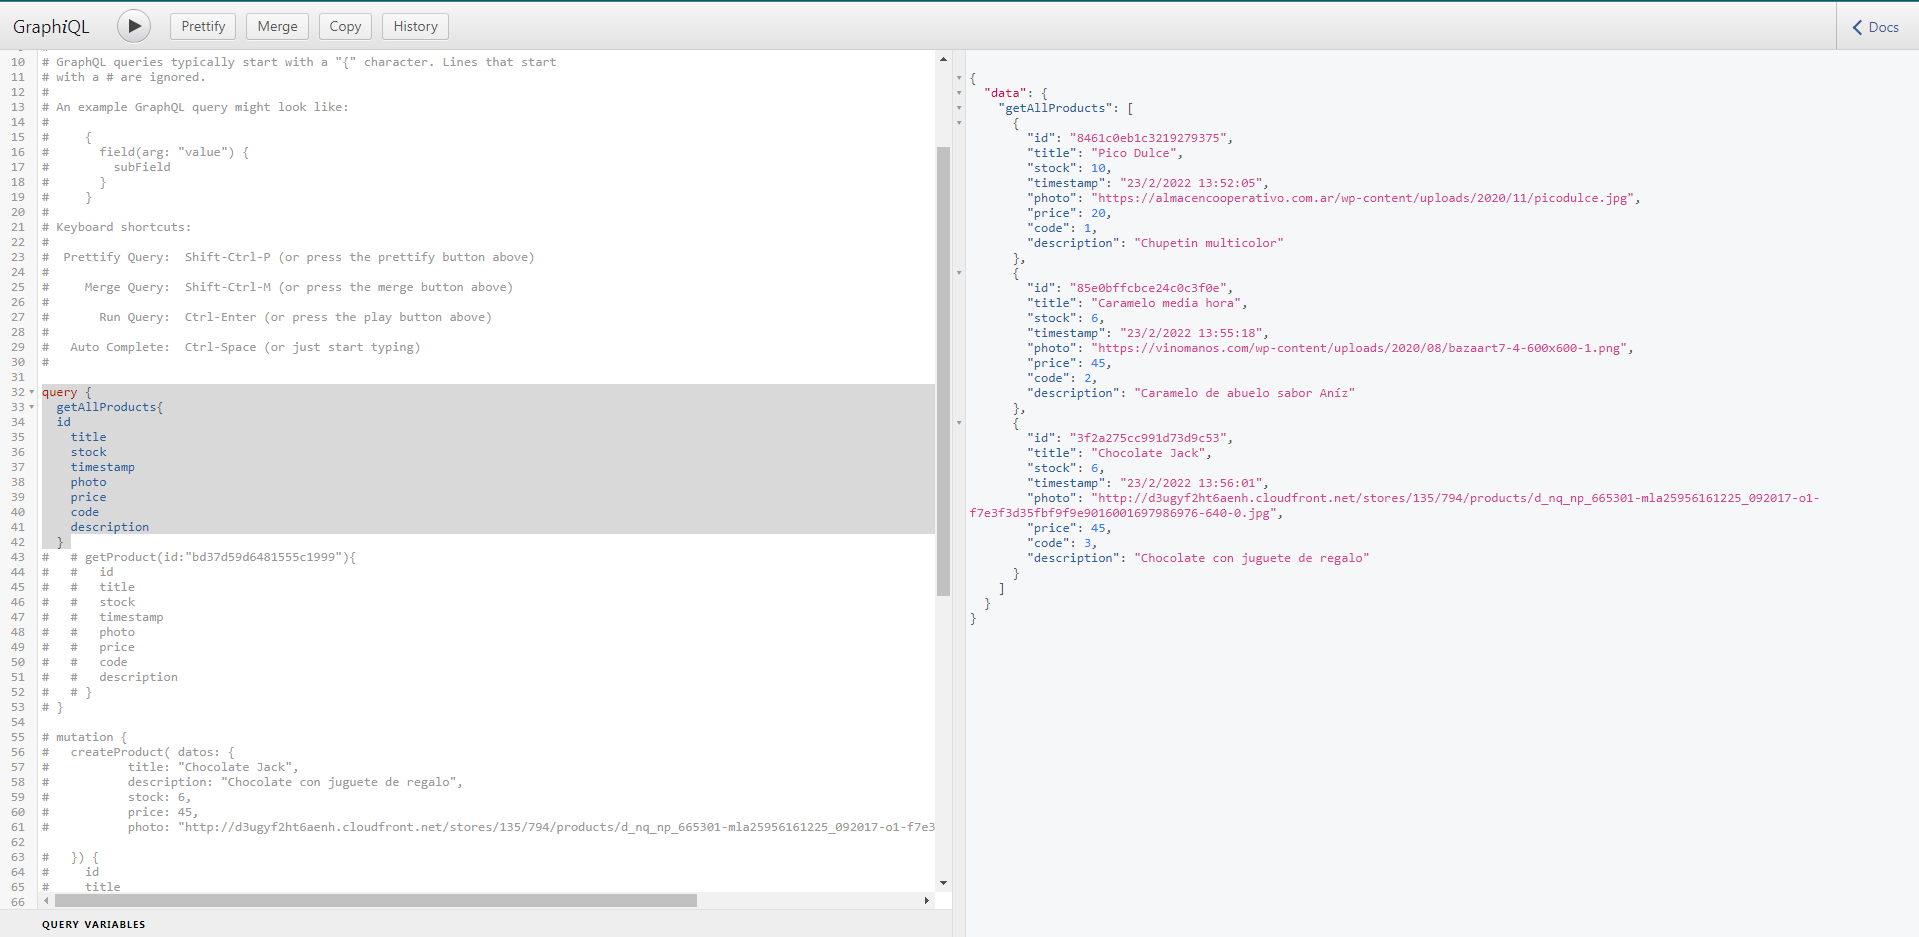 GraphiQL
Prettify
Merge
Copy
History
Docs
10 # GraphQL queries typically start with a "{" character. Lines that start
11 # with a # are ignored.
12 #
13 # An example GraphQL query might look like:
14 #
15 #     {
16 #       field(arg: "value") {
17 #         subField
18 #       }
19 #     }
20 #
21 # Keyboard shortcuts:
22 #
23 #  Prettify Query:  Shift-Ctrl-P (or press the prettify button above)
24 #
25 #     Merge Query:  Shift-Ctrl-M (or press the merge button above)
26 #
27 #       Run Query:  Ctrl-Enter (or press the play button above)
28 #
29 #   Auto Complete:  Ctrl-Space (or just start typing)
30 #
31
32 query {
33   getAllProducts{
34   id
35     title
36     stock
37     timestamp
38     photo
39     price
40     code
41     description
42   }
43 #   # getProduct(id:"bd37d59d6481555c1999"){
44 #   #   id
45 #   #   title
46 #   #   stock
47 #   #   timestamp
48 #   #   photo
49 #   #   price
50 #   #   code
51 #   #   description
52 #   # }
53 # }
54
55 # mutation {
56 #   createProduct( datos: {
57 #           title: "Chocolate Jack",
58 #           description: "Chocolate con juguete de regalo",
59 #           stock: 6,
60 #           price: 45,
61 #           photo: "http://d3ugyf2ht6aenh.cloudfront.net/stores/135/794/products/d_nq_np_665301-mla25956161225_092017-o1-f7e3
62
63 #   }) {
64 #     id
65 #     title
66
QUERY VARIABLES
{
  "data": {
    "getAllProducts": [
      {
        "id": "8461c0eb1c3219279375",
        "title": "Pico Dulce",
        "stock": 10,
        "timestamp": "23/2/2022 13:52:05",
        "photo": "https://almacencooperativo.com.ar/wp-content/uploads/2020/11/picodulce.jpg",
        "price": 20,
        "code": 1,
        "description": "Chupetin multicolor"
      },
      {
        "id": "85e0bffcbce24c0c3f0e",
        "title": "Caramelo media hora",
        "stock": 6,
        "timestamp": "23/2/2022 13:55:18",
        "photo": "https://vinomanos.com/wp-content/uploads/2020/08/bazaart7-4-600x600-1.png",
        "price": 45,
        "code": 2,
        "description": "Caramelo de abuelo sabor Aníz"
      },
      {
        "id": "3f2a275cc991d73d9c53",
        "title": "Chocolate Jack",
        "stock": 6,
        "timestamp": "23/2/2022 13:56:01",
        "photo": "http://d3ugyf2ht6aenh.cloudfront.net/stores/135/794/products/d_nq_np_665301-mla25956161225_092017-o1-
f7e3f3d35fbf9f9e9016001697986976-640-0.jpg",
        "price": 45,
        "code": 3,
        "description": "Chocolate con juguete de regalo"
      }
    ]
  }
}